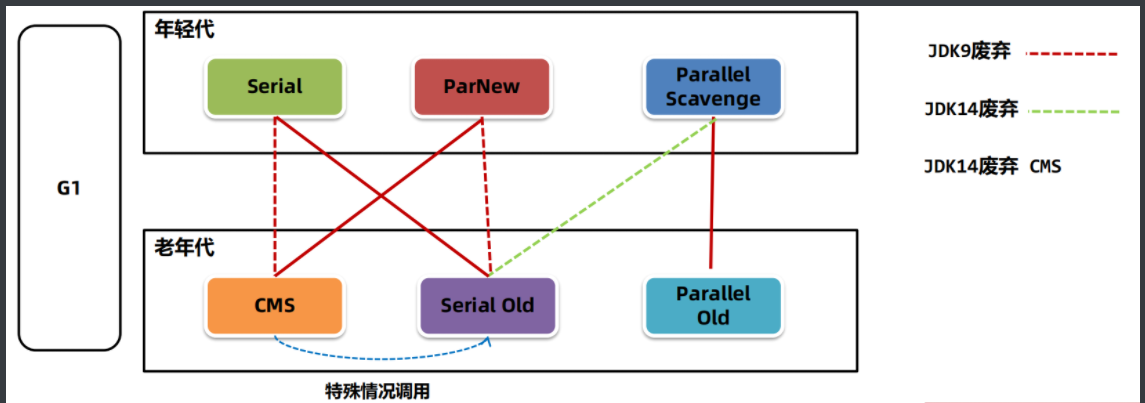 G1
年轻代
Serial
ParNew
Parallel
Scavenge
老年代
CMS
Serial Old
Parallel
Old
特殊情况调用
JDK9废弃
JDK14废弃
JDK14废弃 CMS